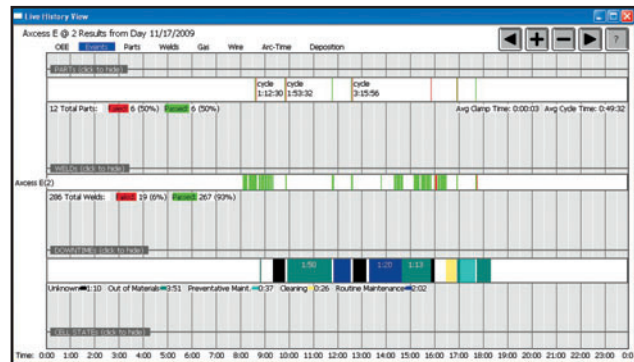 Live History View
Axcess E @ 2 Results from Day 11/17/2009
OEE Events Parts Welds Gas Wire Arc-Time Deposition
?
PARTs (click to hide)
cycle cycle cycle
1:12:30 1:53:32 3:15:56
12 Total Parts: Failed: 6 (50%) Passed: 6 (50%) Avg Clamp Time: 0:00:03 Avg Cycle Time: 0:49:32
WELDs (click to hide)
Axcess E(2)
286 Total Welds: Failed: 19 (6%) Passed: 267 (93%)
DOWNTIMEs (click to hide)
1:50 1:20 1:13
Unknown=1:10 Out of Materials=3:51 Preventative Maint.=0:37 Cleaning=0:26 Routine Maintenance=2:02
CELL STATEs (click to hide)
Time: 0:00 1:00 2:00 3:00 4:00 5:00 6:00 7:00 8:00 9:00 10:00 11:00 12:00 13:00 14:00 15:00 16:00 17:00 18:00 19:00 20:00 21:00 22:00 23:00 0:0